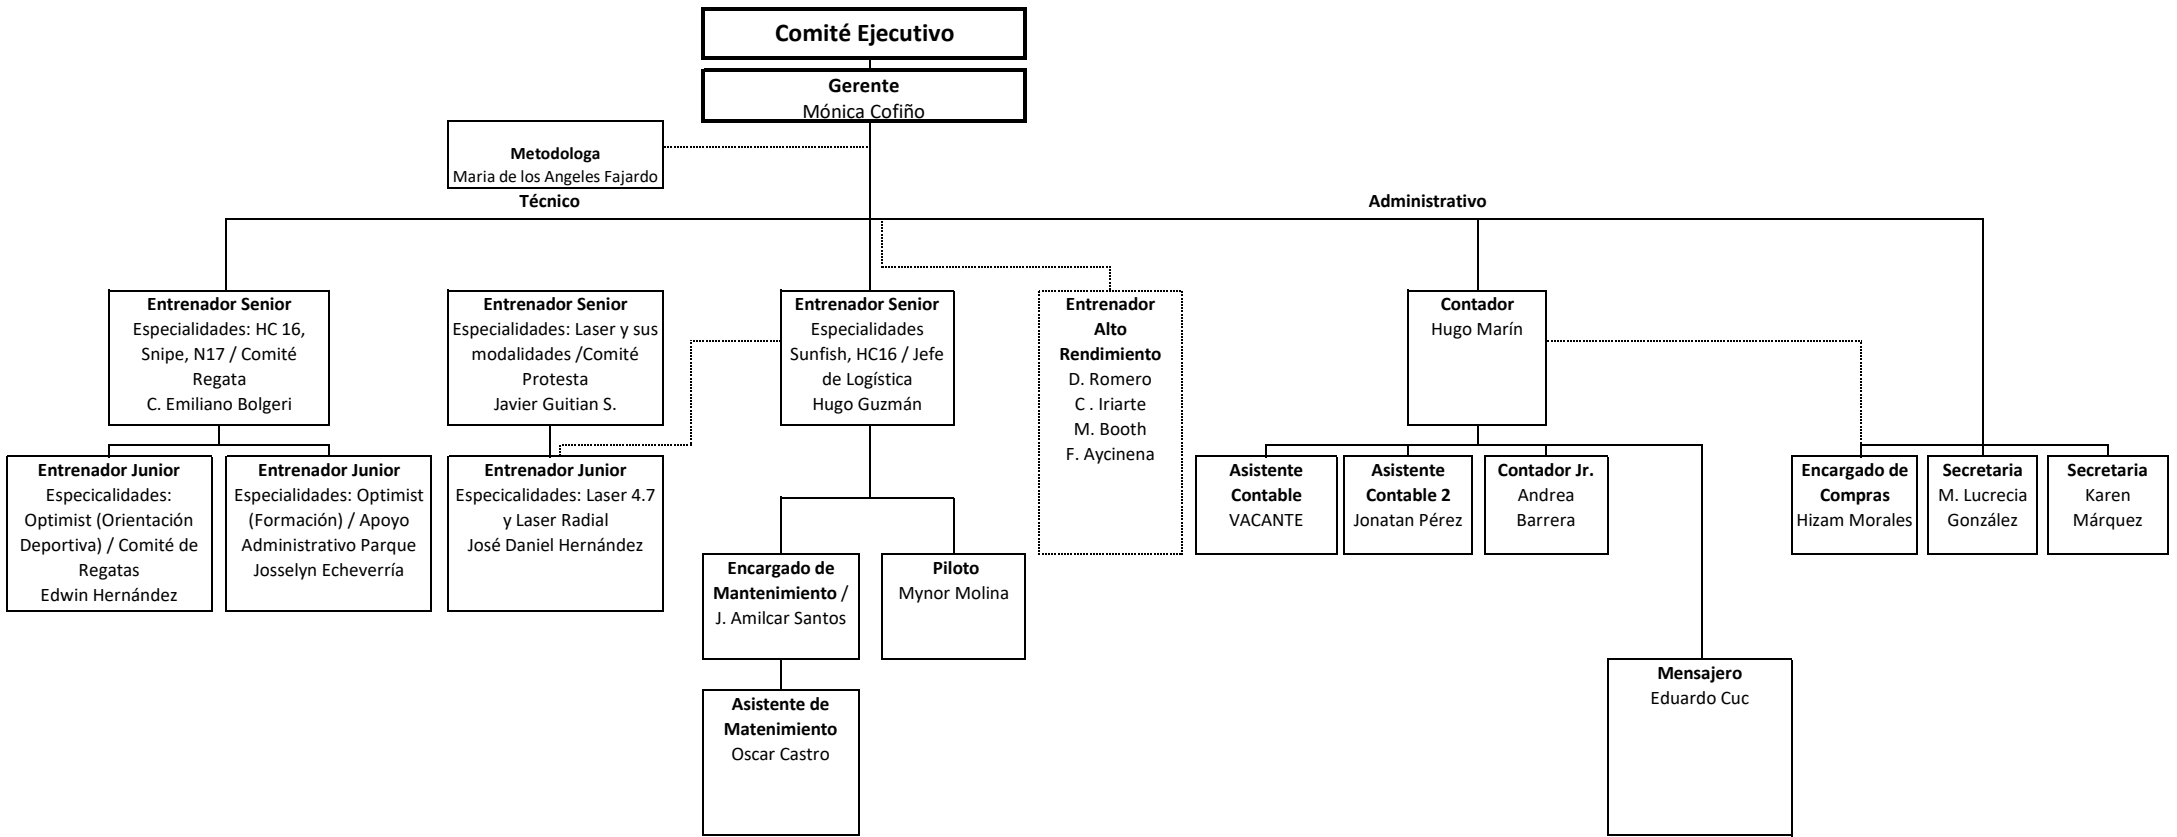 Comité Ejecutivo
Gerente
Mónica Cofiño
Metodologa
Maria de los Angeles Fajardo
Técnico
Administrativo
Entrenador Senior
Especialidades: HC 16,
Snipe, N17 / Comité
Regata
C. Emiliano Bolgeri
Entrenador Senior
Especialidades: Laser y sus
modalidades /Comité
Protesta
Javier Guitian S.
Entrenador Senior
Especialidades
Sunfish, HC16 / Jefe
de Logística
Hugo Guzmán
Entrenador
Alto
Rendimiento
D. Romero
C . Iriarte
M. Booth
F. Aycinena
Contador
Hugo Marín
Entrenador Junior
Especicalidades:
Optimist (Orientación
Deportiva) / Comité de
Regatas
Edwin Hernández
Entrenador Junior
Especialidades: Optimist
(Formación) / Apoyo
Administrativo Parque
Josselyn Echeverría
Entrenador Junior
Especicalidades: Laser 4.7
y Laser Radial
José Daniel Hernández
Asistente
Contable
VACANTE
Asistente
Contable 2
Jonatan Pérez
Contador Jr.
Andrea
Barrera
Encargado de
Compras
Hizam Morales
Secretaria
M. Lucrecia
González
Secretaria
Karen
Márquez
Encargado de
Mantenimiento /
J. Amilcar Santos
Piloto
Mynor Molina
Mensajero
Eduardo Cuc
Asistente de
Matenimiento
Oscar Castro